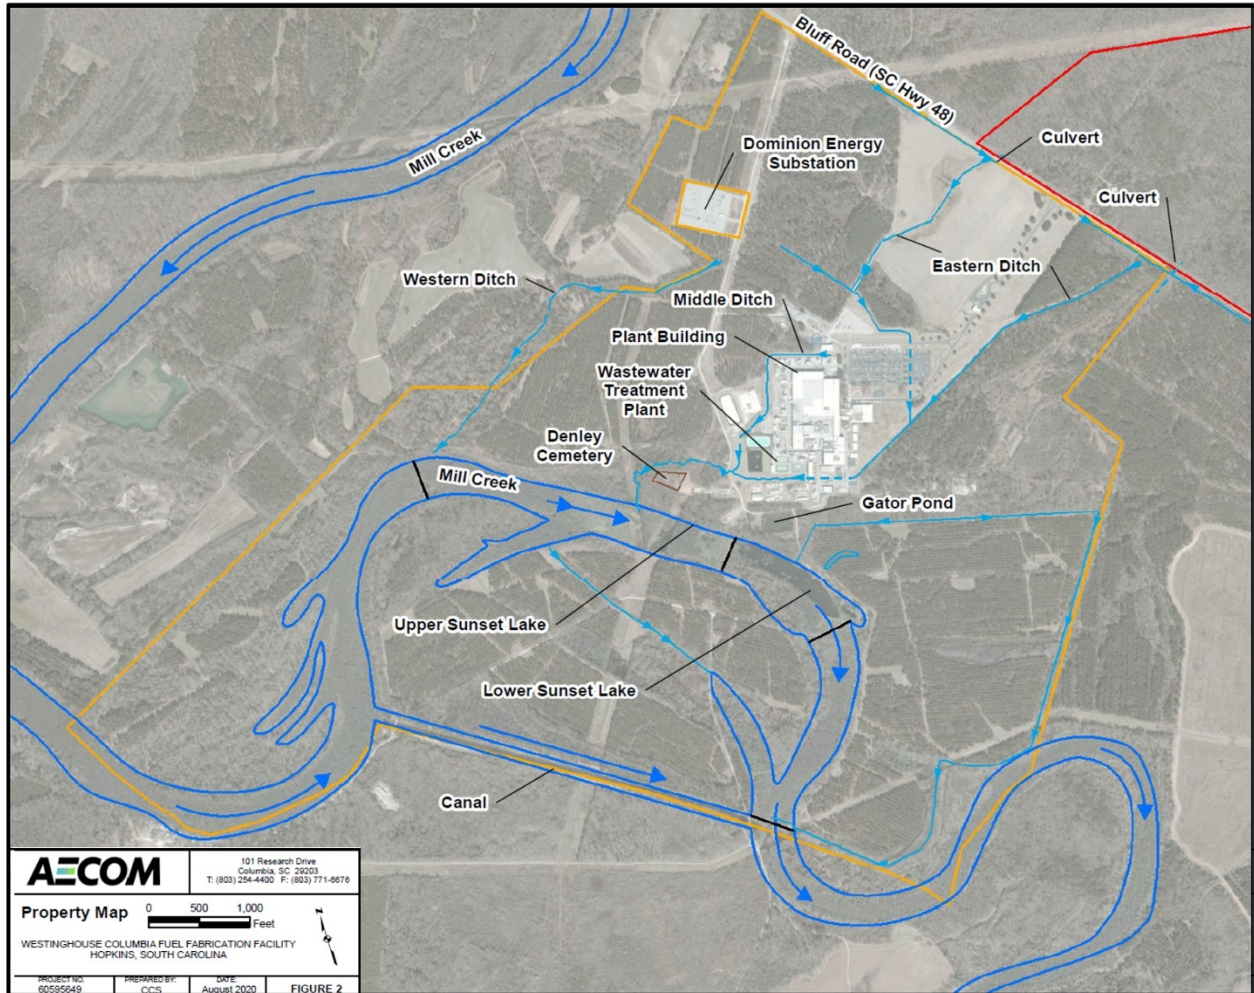 Bluff Road (SC Hwy 48)
Mill Creek
Dominion Energy
Substation
Culvert
Culvert
Western Ditch
Eastern Ditch
Middle Ditch
Plant Building
Wastewater
Treatment
Plant
Denley
Cemetery
Mill Creek
Gator Pond
Upper Sunset Lake
Lower Sunset Lake
Canal
AECOM
101 Research Drive
Columbia, SC 29203
T: (803) 254-4400 F: (803) 771-6676
Property Map
0 500 1,000
Feet
N
WESTINGHOUSE COLUMBIA FUEL FABRICATION FACILITY
HOPKINS, SOUTH CAROLINA
PROJECT NO.
60595649
PREPARED BY:
CCS
DATE:
August 2020
FIGURE 2